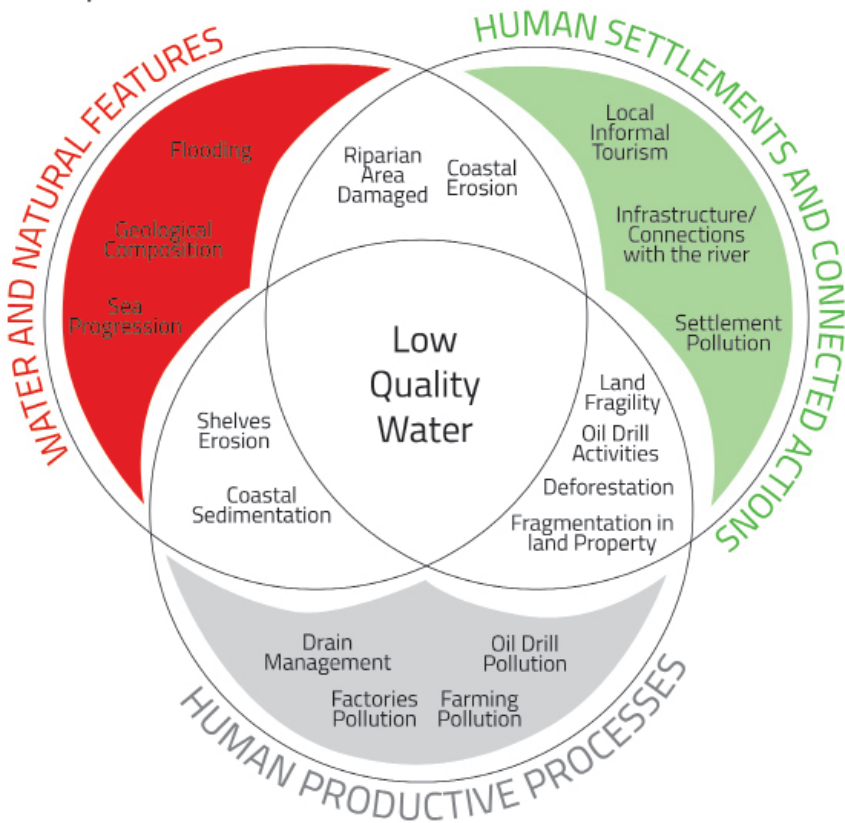 WATER AND NATURAL FEATURES
HUMAN SETTLEMENTS AND CONNECTED ACTIONS
Flooding
Geological
Composition
Sea
Progression
Riparian
Area
Damaged
Coastal
Erosion
Local
Informal
Tourism
Infrastructure/
Connections
with the river
Settlement
Pollution
Low
Quality
Water
Shelves
Erosion
Coastal
Sedimentation
Land
Fragility
Oil Drill
Activities
Deforestation
Fragmentation in
land Property
Drain
Management
Oil Drill
Pollution
Factories
Pollution
Farming
Pollution
HUMAN PRODUCTIVE PROCESSES